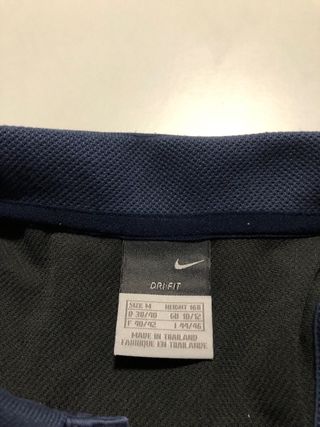 DRI-FIT
SIZE M HEIGHT 168
D 38/40 GB 10/12
F 40/42 I 44/46
MADE IN THAILAND
FABRIQUÉ EN THAILANDE